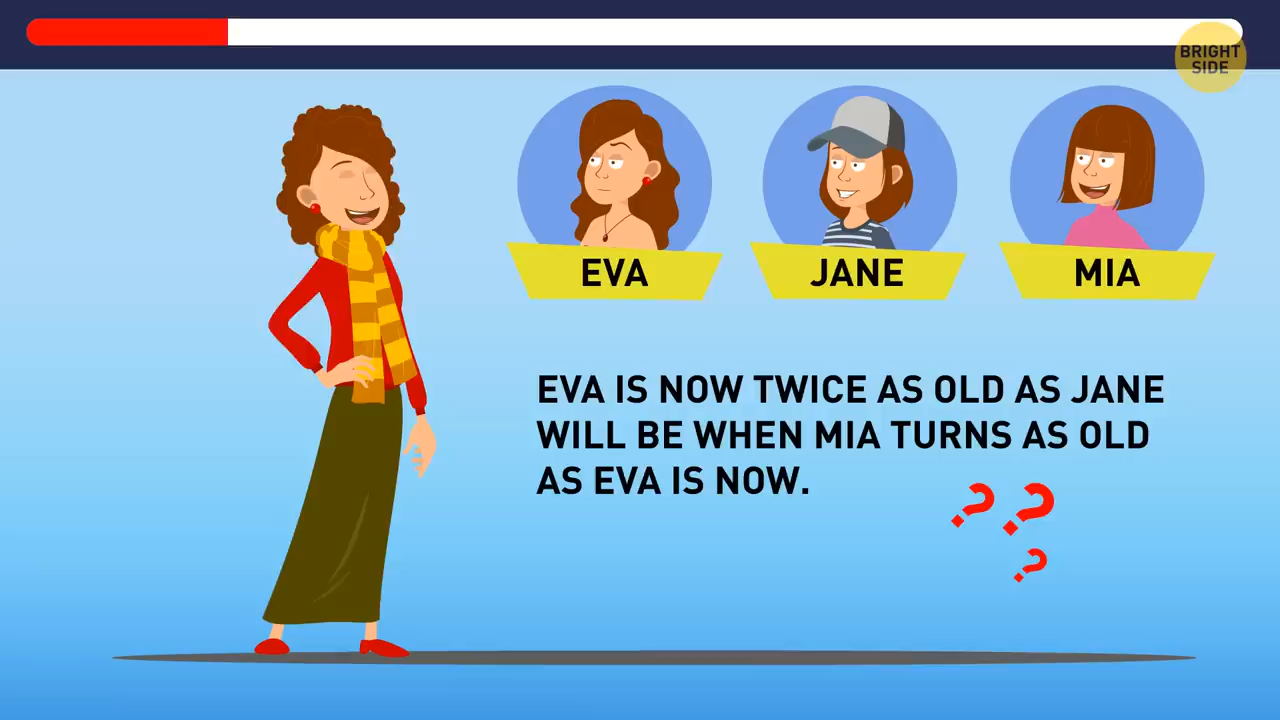 BRIGHT
SIDE
EVA
JANE
MIA
EVA IS NOW TWICE AS OLD AS JANE
WILL BE WHEN MIA TURNS AS OLD
AS EVA IS NOW.
? ?
?